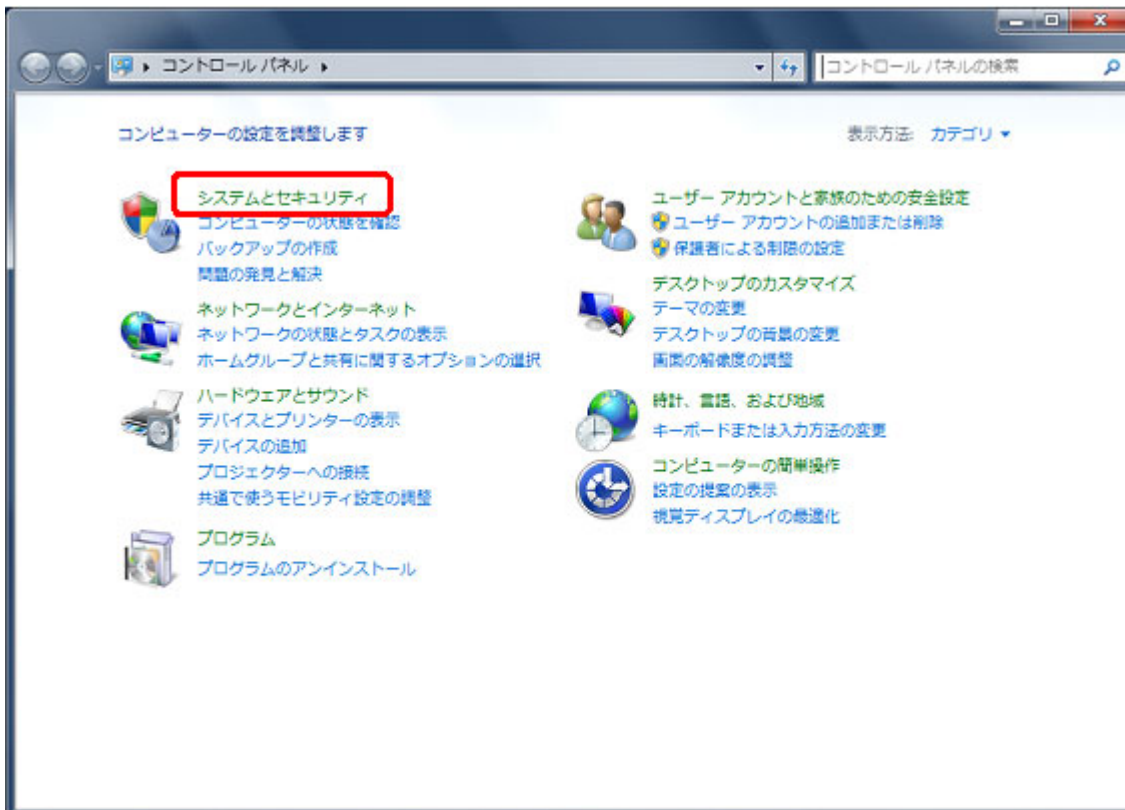 コントロール パネル
コントロール パネルの検索
コンピューターの設定を調整します
表示方法: カテゴリ
システムとセキュリティ
コンピューターの状態を確認
バックアップの作成
問題の発見と解決
ネットワークとインターネット
ネットワークの状態とタスクの表示
ホームグループと共有に関するオプションの選択
ハードウェアとサウンド
デバイスとプリンターの表示
デバイスの追加
プロジェクターへの接続
共通で使うモビリティ設定の調整
プログラム
プログラムのアンインストール
ユーザー アカウントと家族のための安全設定
ユーザー アカウントの追加または削除
保護者による制限の設定
デスクトップのカスタマイズ
テーマの変更
デスクトップの背景の変更
画面の解像度の調整
時計、言語、および地域
キーボードまたは入力方法の変更
コンピューターの簡単操作
設定の提案の表示
視覚ディスプレイの最適化